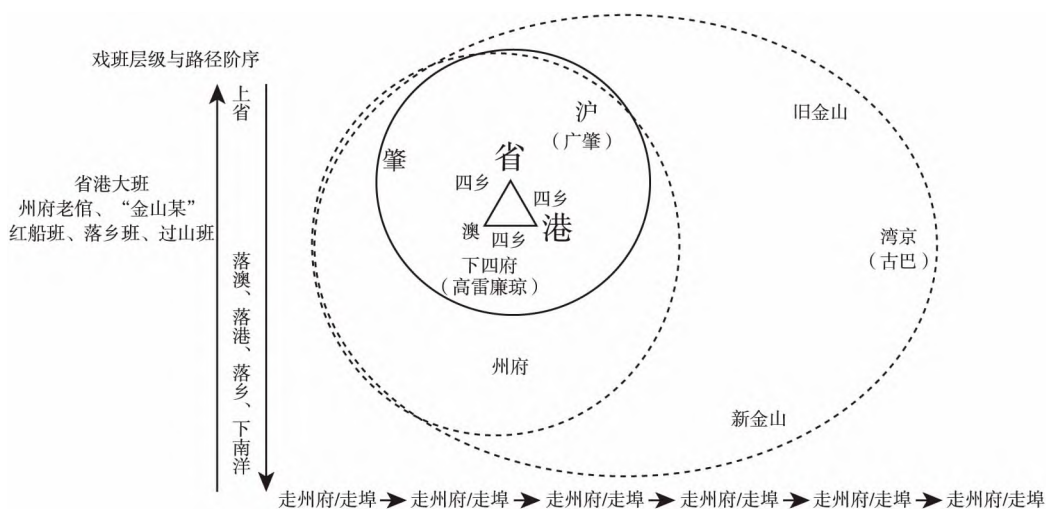 戏班层级与路径阶序
上省
省港大班
州府老倌、“金山某”
红船班、落乡班、过山班
落澳、落港、落乡、下南洋
沪
（广肇）
肇
省
四乡
四乡
澳
四乡
港
下四府
（高雷廉琼）
州府
旧金山
湾京
（古巴）
新金山
走州府/走埠 走州府/走埠 走州府/走埠 走州府/走埠 走州府/走埠 走州府/走埠